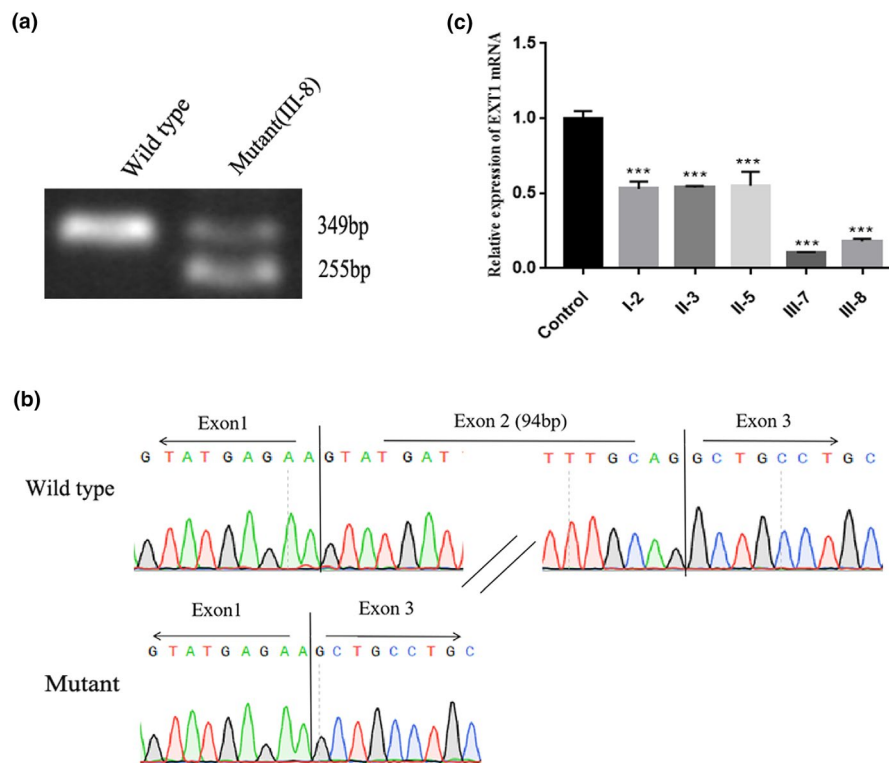 (a)
Wild type
Mutant(III-8)
349bp
255bp
(c)
Relative expression of EXT1 mRNA
1.5
1.0
0.5
0.0
***
***
***
***
***
Control
I-2
II-3
II-5
III-7
III-8
(b)
Exon1
Exon 2 (94bp)
Exon 3
G T A T G A G A A G T A T G A T
T T T G C A G G C T G C C T G C
Wild type
Exon1
Exon 3
G T A T G A G A A G C T G C C T G C
Mutant